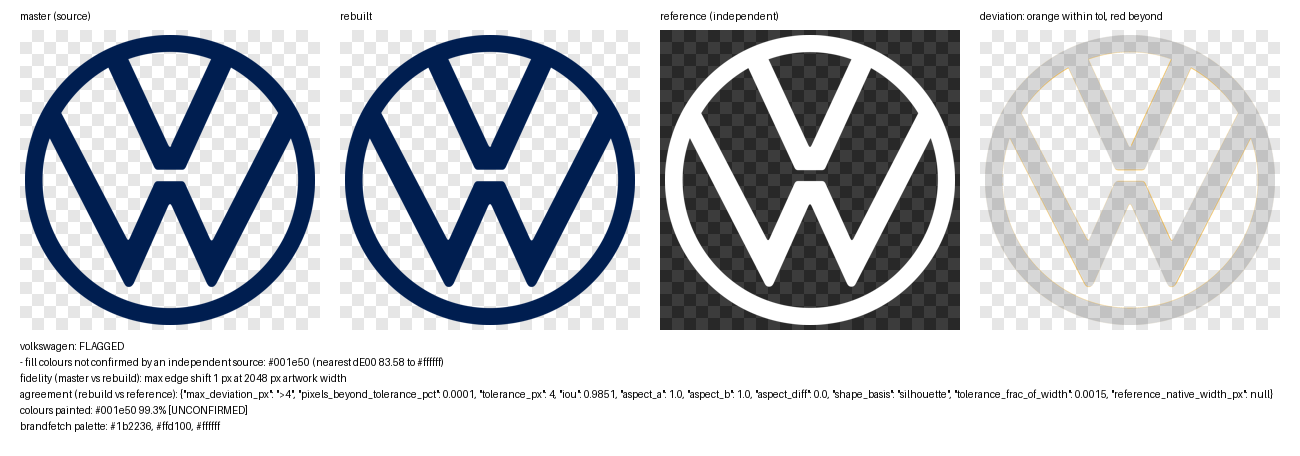 master (source)
rebuilt
reference (independent)
deviation: orange within tol, red beyond
volkswagen: FLAGGED
- fill colours not confirmed by an independent source: #001e50 (nearest dE00 83.58 to #ffffff)
fidelity (master vs rebuild): max edge shift 1 px at 2048 px artwork width
agreement (rebuild vs reference): {"max_deviation_px": ">4", "pixels_beyond_tolerance_pct": 0.0001, "tolerance_px": 4, "iou": 0.9851, "aspect_a": 1.0, "aspect_b": 1.0, "aspect_diff": 0.0, "shape_basis": "silhouette", "tolerance_frac_of_width": 0.0015, "reference_native_width_px": null}
colours painted: #001e50 99.3% [UNCONFIRMED]
brandfetch palette: #1b2236, #ffd100, #ffffff